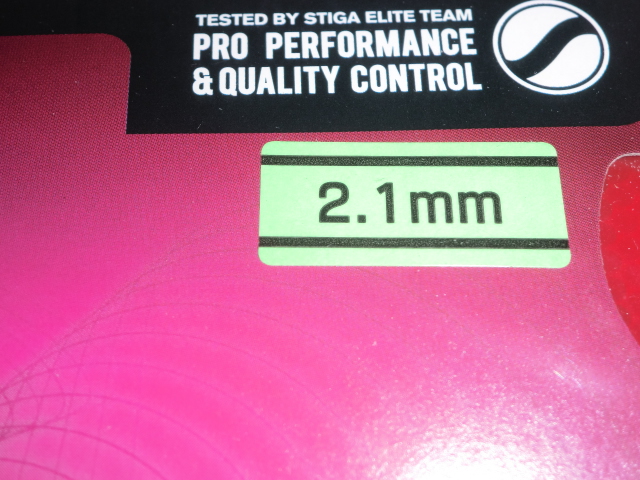 TESTED BY STIGA ELITE TEAM
PRO PERFORMANCE
& QUALITY CONTROL
2.1mm